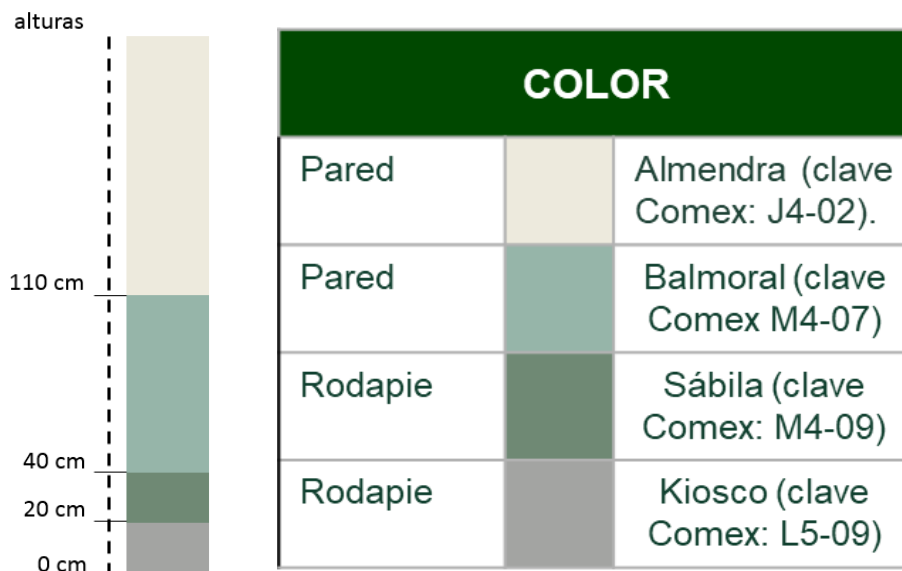 alturas
110 cm
40 cm
20 cm
0 cm
COLOR
Pared
Almendra (clave
Comex: J4-02).
Pared
Balmoral (clave
Comex M4-07)
Rodapie
Sábila (clave
Comex: M4-09)
Rodapie
Kiosco (clave
Comex: L5-09)